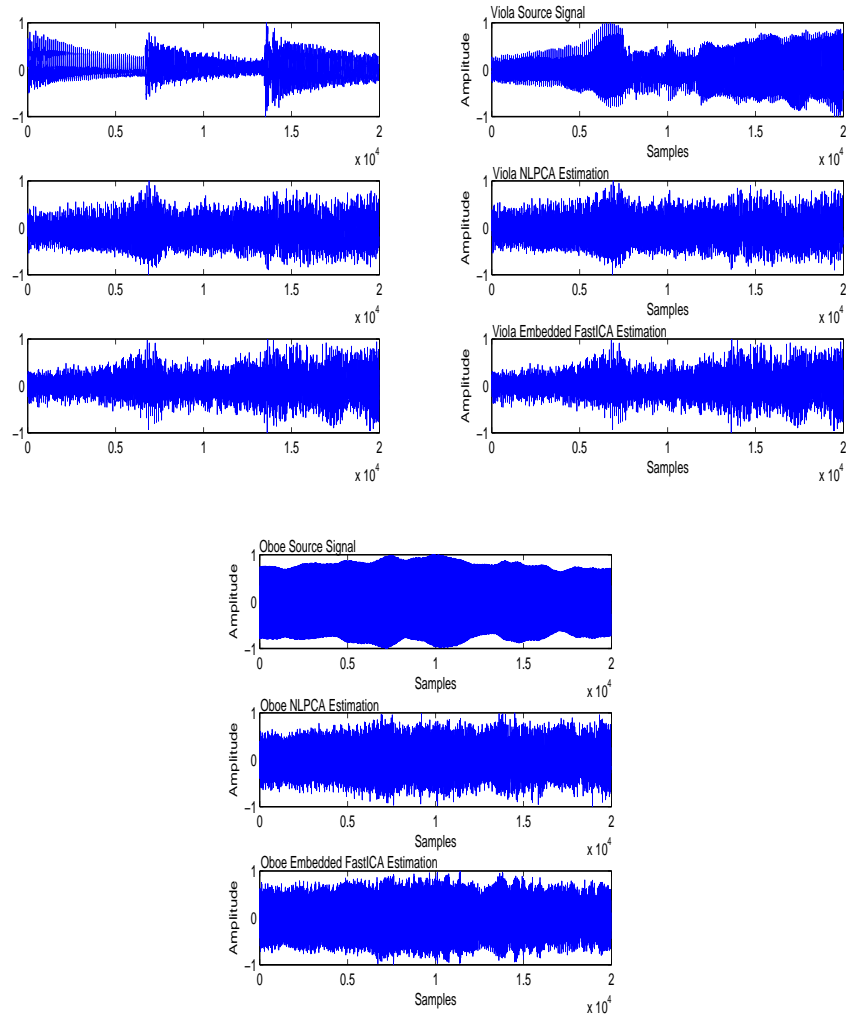 1
0
−1
0
0.5
1
1.5
2
x 10^4
1
0
−1
0
0.5
1
1.5
2
x 10^4
1
0
−1
0
0.5
1
1.5
2
x 10^4
Viola Source Signal
Amplitude
1
0
−1
0
0.5
1
1.5
2
Samples
x 10^4
Viola NLPCA Estimation
Amplitude
1
0
−1
0
0.5
1
1.5
2
Samples
x 10^4
Viola Embedded FastICA Estimation
Amplitude
1
0
−1
0
0.5
1
1.5
2
Samples
x 10^4
Oboe Source Signal
Amplitude
1
0
−1
0
0.5
1
1.5
2
Samples
x 10^4
Oboe NLPCA Estimation
Amplitude
1
0
−1
0
0.5
1
1.5
2
Samples
x 10^4
Oboe Embedded FastICA Estimation
Amplitude
1
0
−1
0
0.5
1
1.5
2
Samples
x 10^4